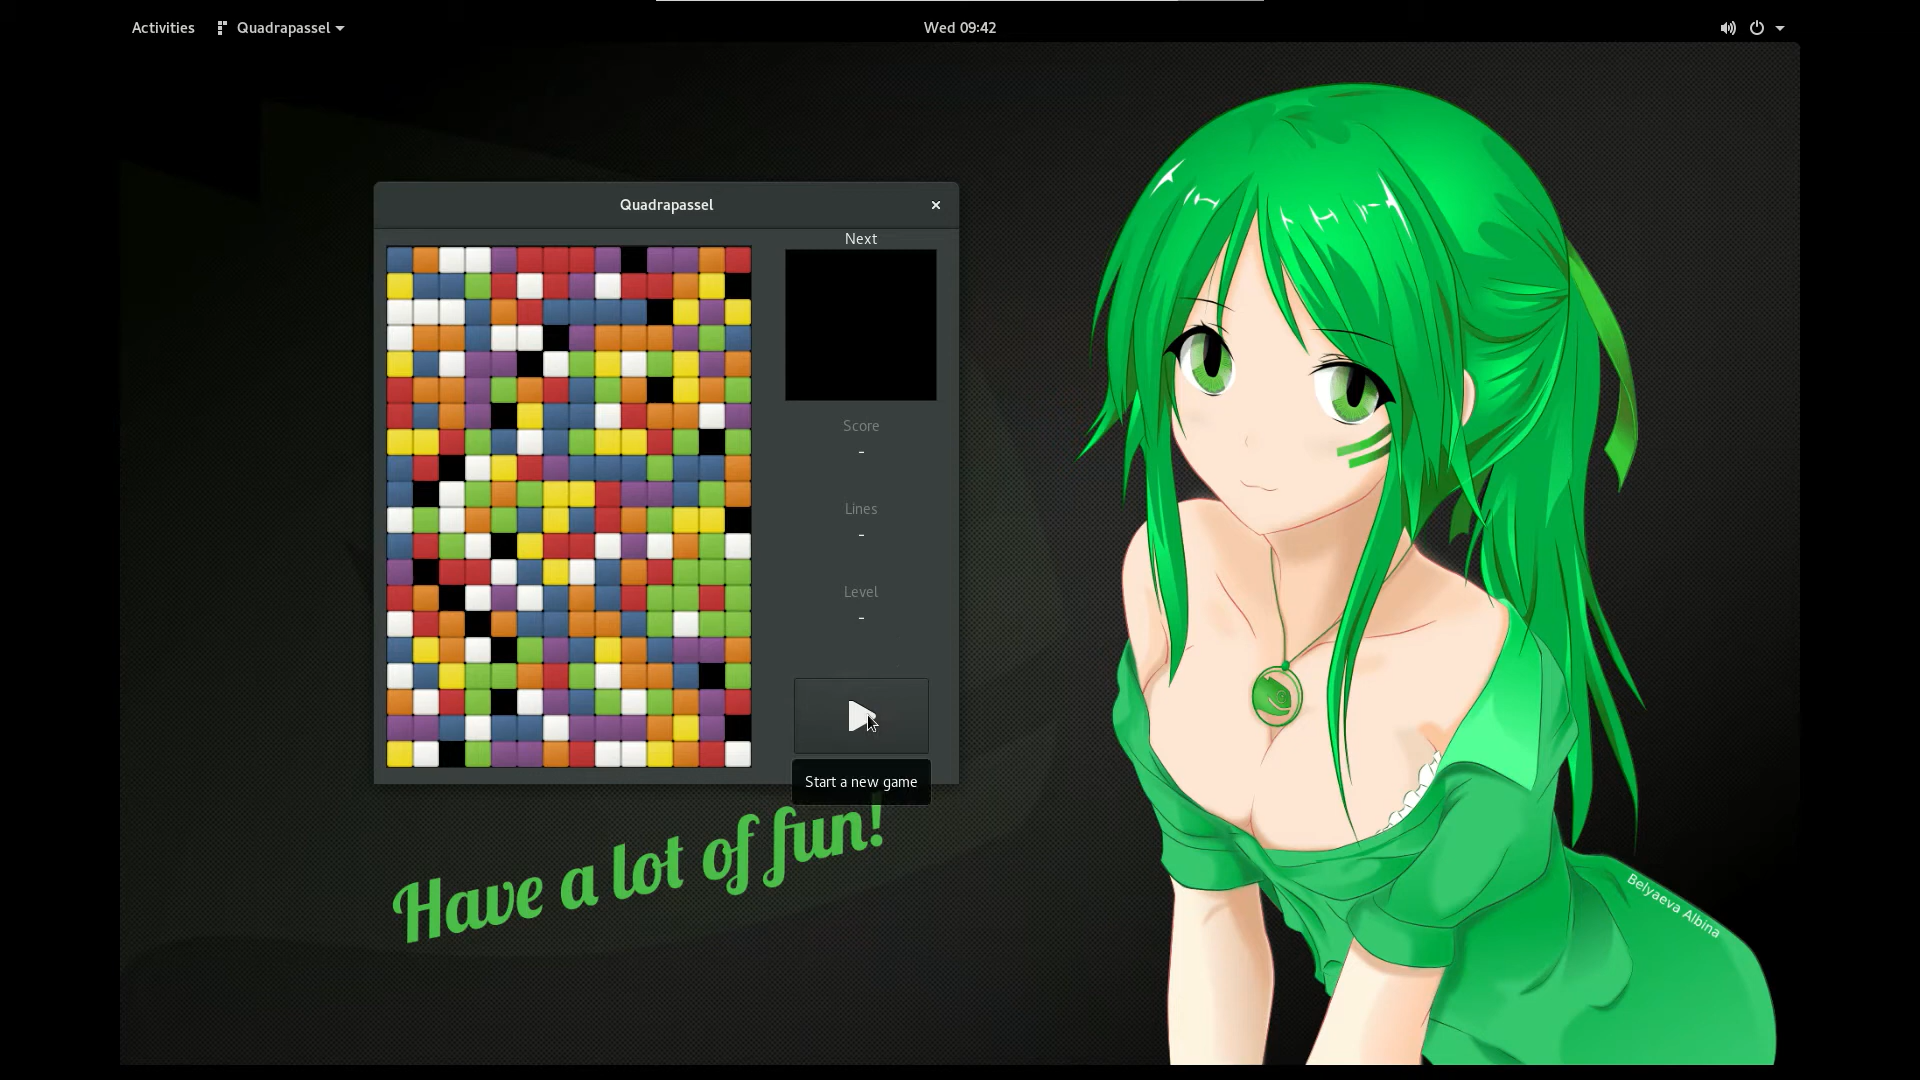 Activities
Quadrapassel
Wed 09:42
Quadrapassel
Next
Score
-
Lines
-
Level
-
Start a new game
Have a lot of fun!
Belyaeva Albina